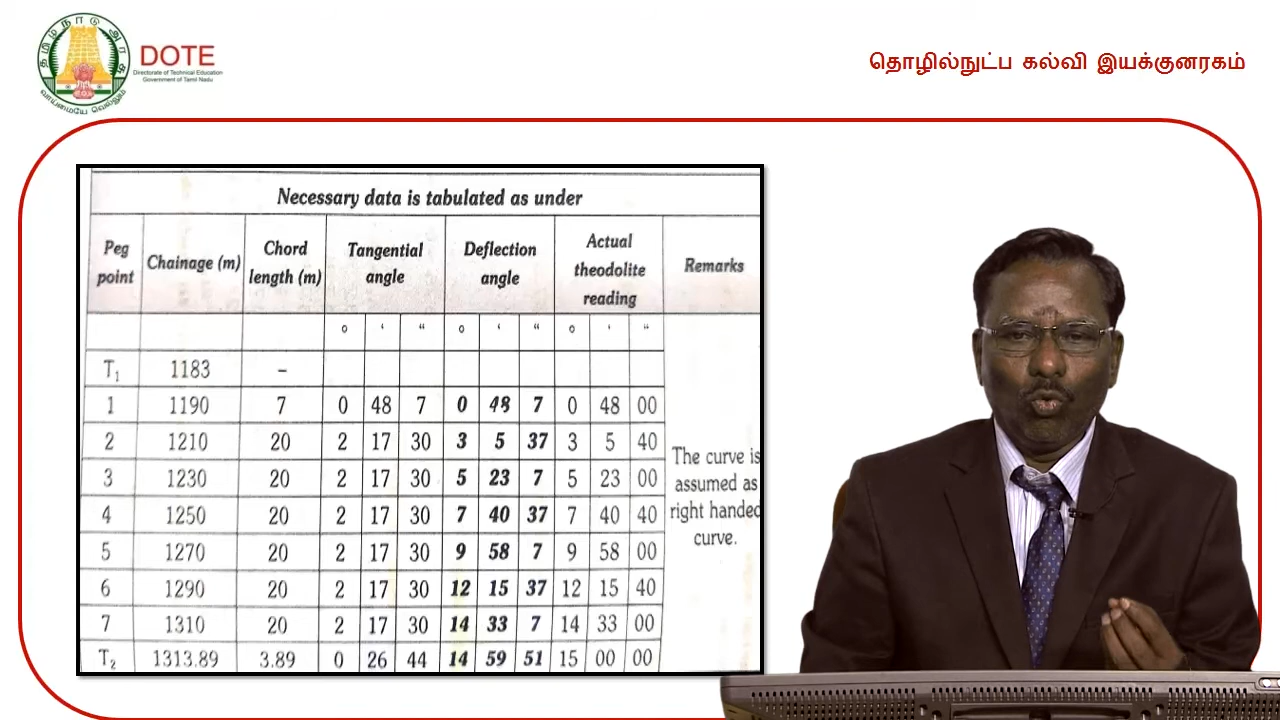 தமிழ்நாடு அரசு
வாய்மையே வெல்லும்
DOTE
Directorate of Technical Education
Government of Tamil Nadu
தொழில்நுட்ப கல்வி இயக்குனரகம்
Necessary data is tabulated as under
Peg point Chainage (m) Chord length (m) Tangential angle Deflection angle Actual theodolite reading Remarks
° ‘ “ ° ‘ “ ° ‘ “
T₁ 1183 –
1 1190 7 0 48 7 0 48 7 0 48 00
2 1210 20 2 17 30 3 5 37 3 5 40
3 1230 20 2 17 30 5 23 7 5 23 00
4 1250 20 2 17 30 7 40 37 7 40 40
5 1270 20 2 17 30 9 58 7 9 58 00
6 1290 20 2 17 30 12 15 37 12 15 40
7 1310 20 2 17 30 14 33 7 14 33 00
T₂ 1313.89 3.89 0 26 44 14 59 51 15 00 00
The curve is
assumed as
right handed
curve.